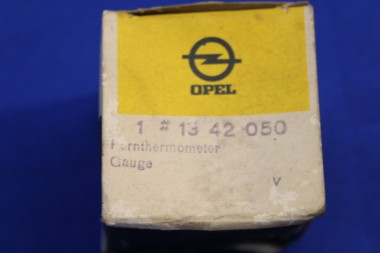 OPEL
1 # 13 42 050
Fernthermometer
Gauge
V